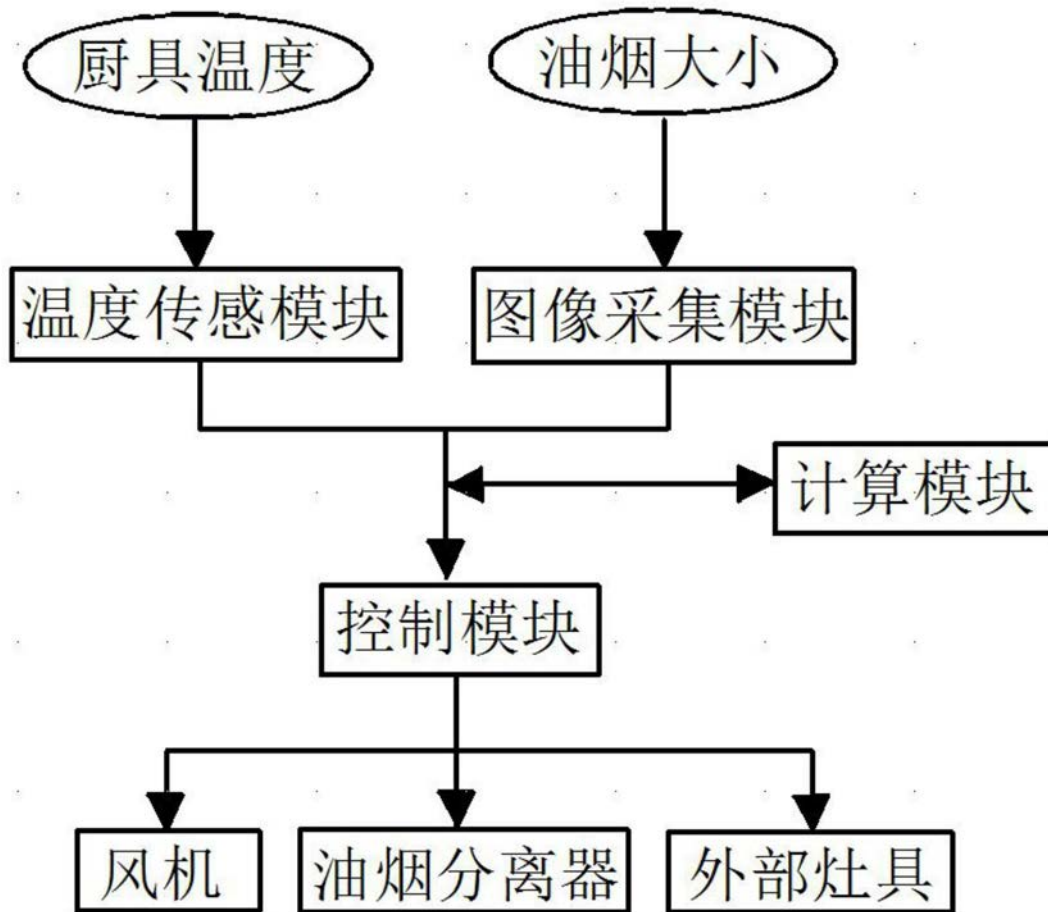 厨具温度
油烟大小
温度传感模块
图像采集模块
计算模块
控制模块
风机
油烟分离器
外部灶具